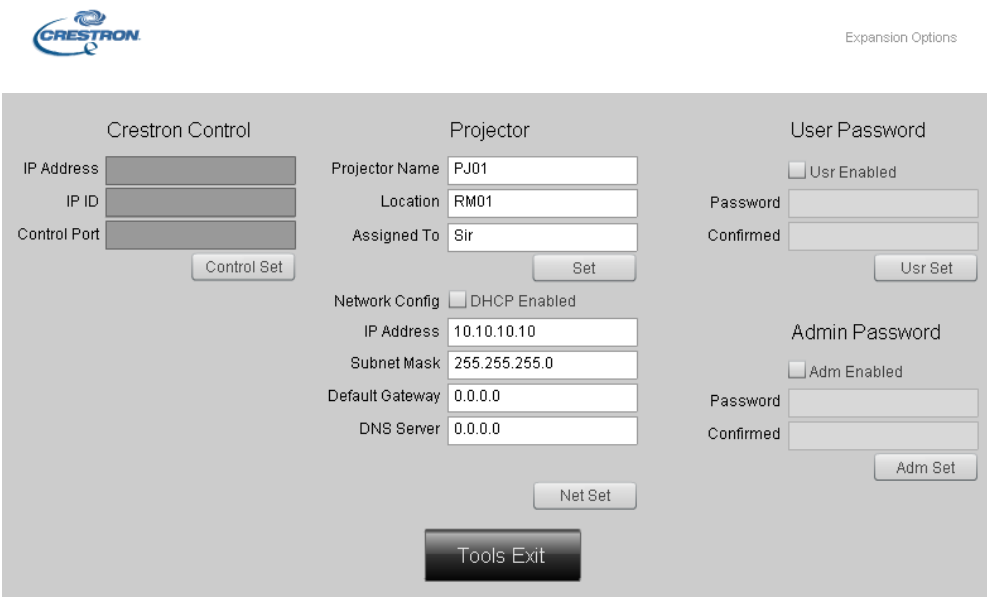 CRESTRON
Expansion Options
Crestron Control
IP Address
IP ID
Control Port
Control Set
Projector
Projector Name PJ01
Location RM01
Assigned To Sir
Set
Network Config DHCP Enabled
IP Address 10.10.10.10
Subnet Mask 255.255.255.0
Default Gateway 0.0.0.0
DNS Server 0.0.0.0
Net Set
User Password
Usr Enabled
Password
Confirmed
Usr Set
Admin Password
Adm Enabled
Password
Confirmed
Adm Set
Tools Exit